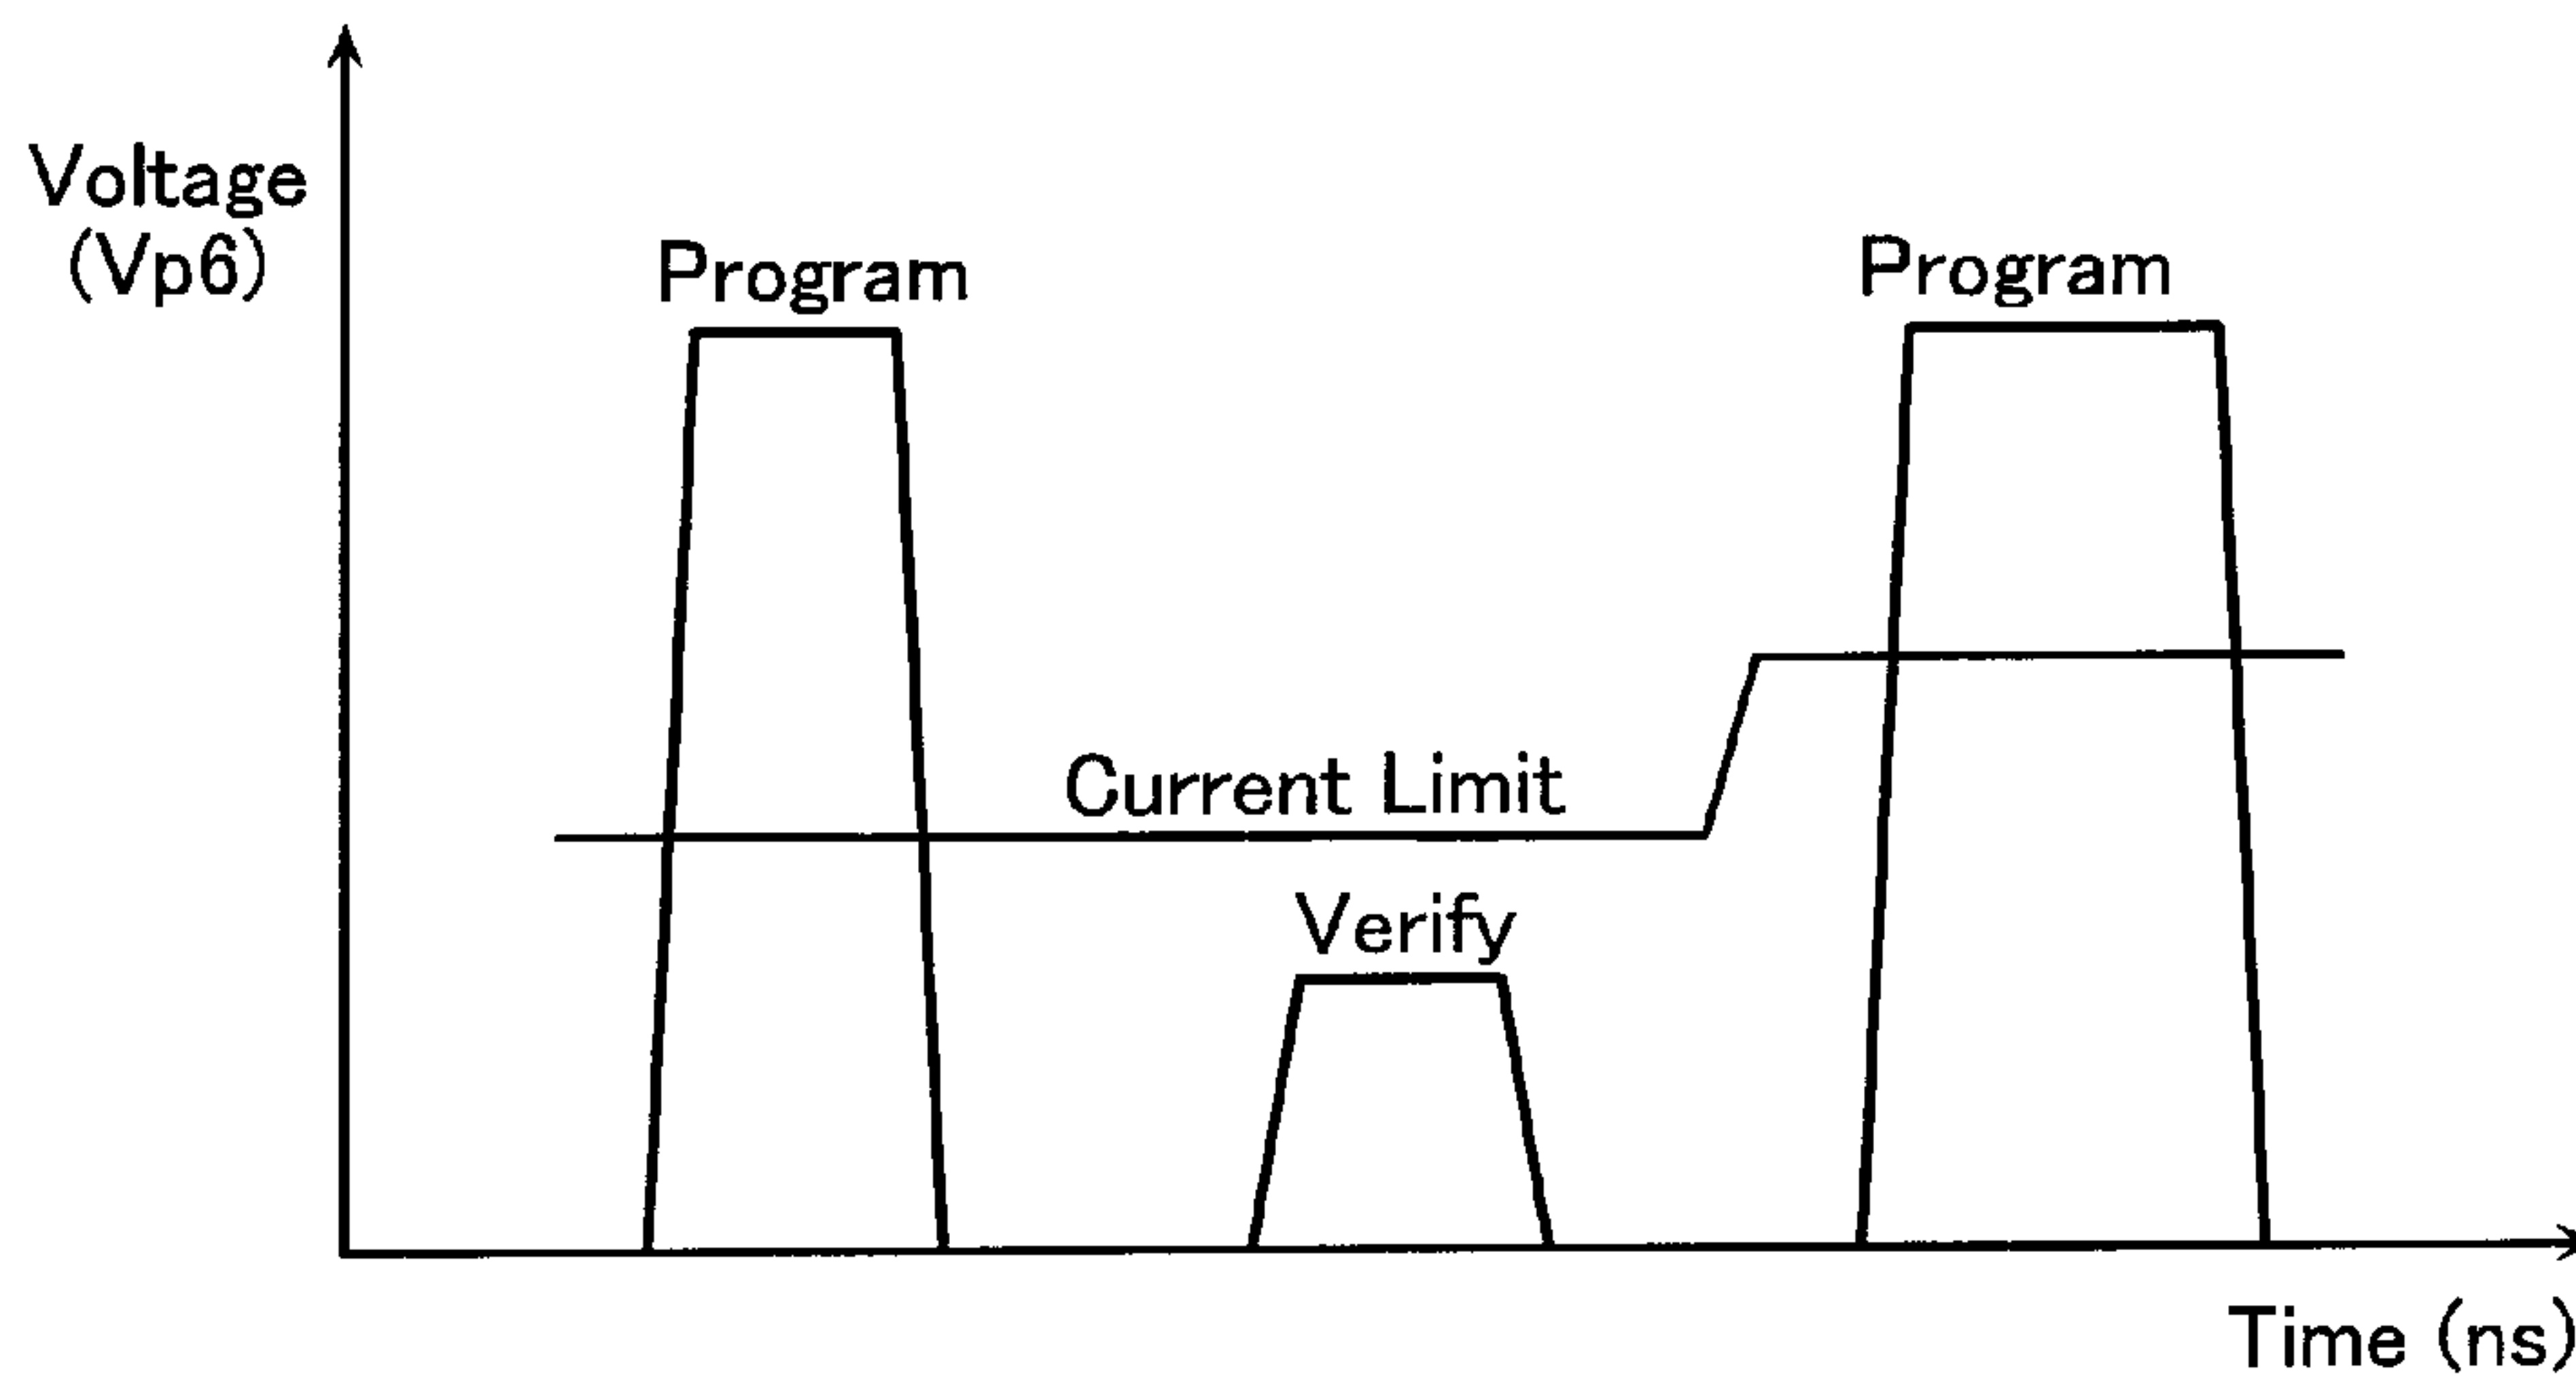 Voltage
(Vp6)
Program
Program
Current Limit
Verify
Time (ns)